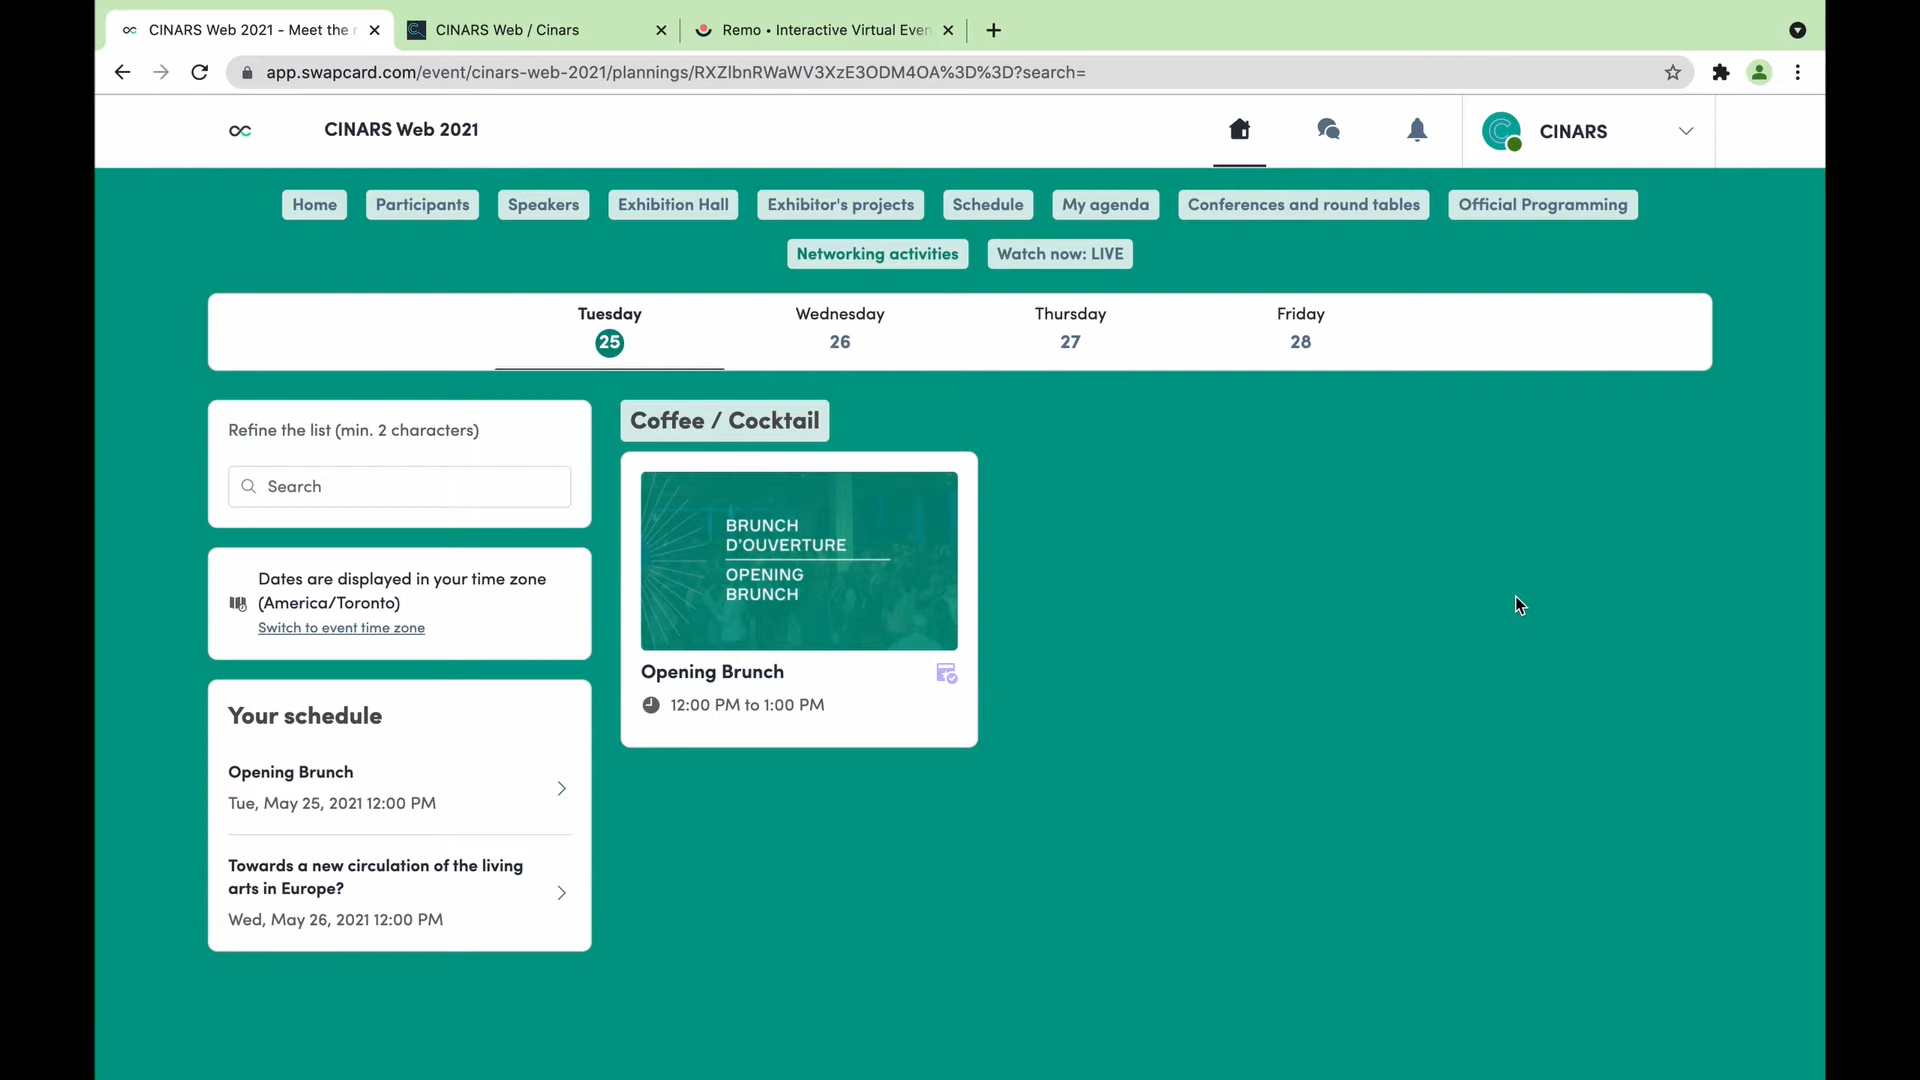 CINARS Web 2021 - Meet the
CINARS Web / Cinars
Remo • Interactive Virtual Even
app.swapcard.com/event/cinars-web-2021/plannings/RXZlbnRWaWV3XzE3ODM4OA%3D%3D?search=
CINARS Web 2021
CINARS
Home
Participants
Speakers
Exhibition Hall
Exhibitor's projects
Schedule
My agenda
Conferences and round tables
Official Programming
Networking activities
Watch now: LIVE
Tuesday
25
Wednesday
26
Thursday
27
Friday
28
Refine the list (min. 2 characters)
Search
Dates are displayed in your time zone
(America/Toronto)
Switch to event time zone
Your schedule
Opening Brunch
Tue, May 25, 2021 12:00 PM
Towards a new circulation of the living
arts in Europe?
Wed, May 26, 2021 12:00 PM
Coffee / Cocktail
BRUNCH
D'OUVERTURE
OPENING
BRUNCH
Opening Brunch
12:00 PM to 1:00 PM